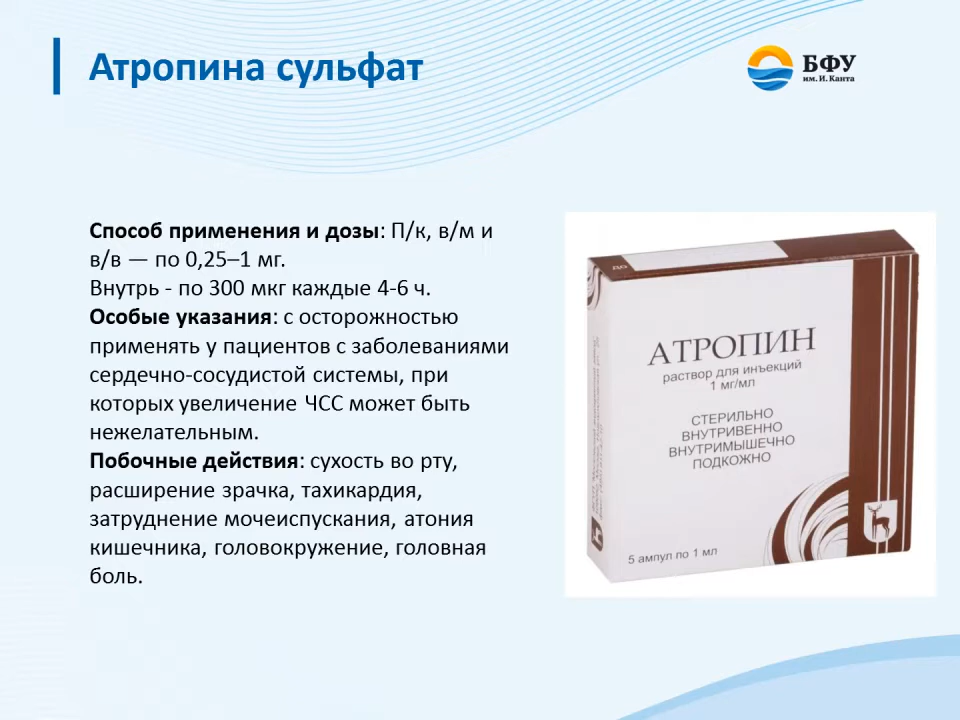 Атропина сульфат
БФУ
им. И. Канта
Способ применения и дозы: П/к, в/м и
в/в — по 0,25–1 мг.
Внутрь - по 300 мкг каждые 4-6 ч.
Особые указания: с осторожностью
применять у пациентов с заболеваниями
сердечно-сосудистой системы, при
которых увеличение ЧСС может быть
нежелательным.
Побочные действия: сухость во рту,
расширение зрачка, тахикардия,
затруднение мочеиспускания, атония
кишечника, головокружение, головная
боль.
АТРОПИН
раствор для инъекций
1 мг/мл
СТЕРИЛЬНО
ВНУТРИВЕННО
ВНУТРИМЫШЕЧНО
ПОДКОЖНО
5 ампул по 1 мл